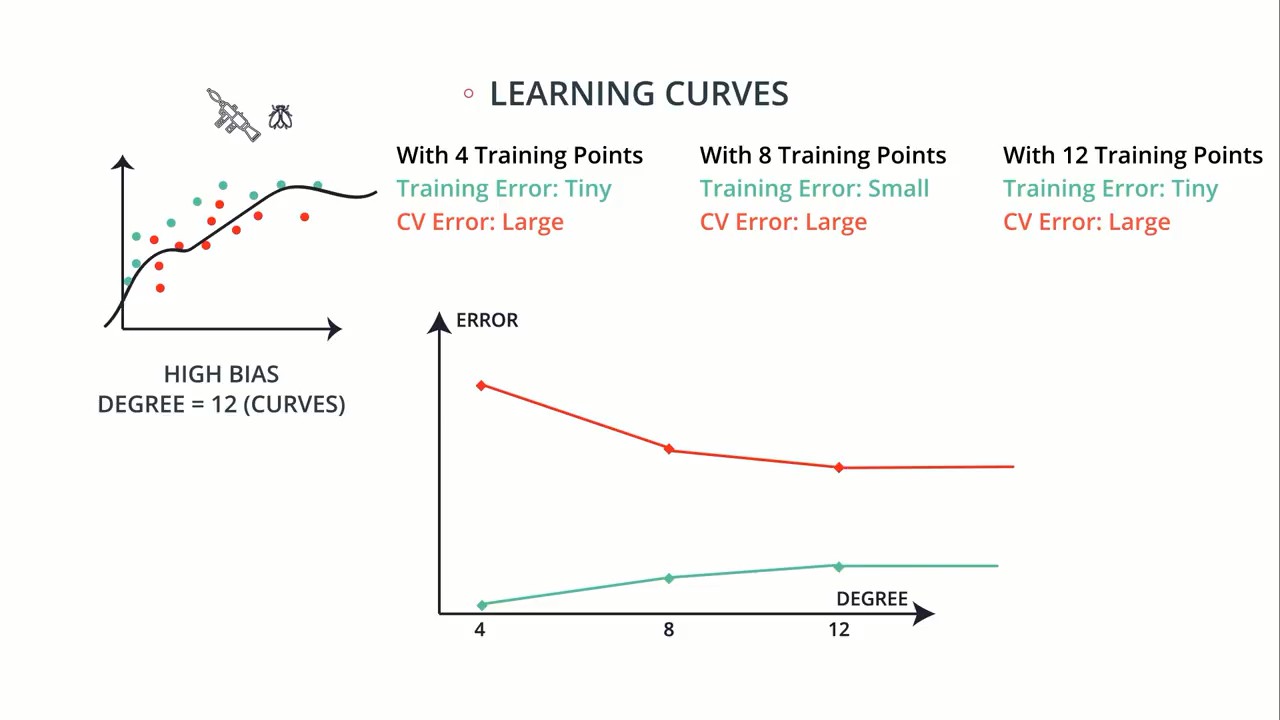 LEARNING CURVES
With 4 Training Points
Training Error: Tiny
CV Error: Large
With 8 Training Points
Training Error: Small
CV Error: Large
With 12 Training Points
Training Error: Tiny
CV Error: Large
HIGH BIAS
DEGREE = 12 (CURVES)
ERROR
DEGREE
4
8
12